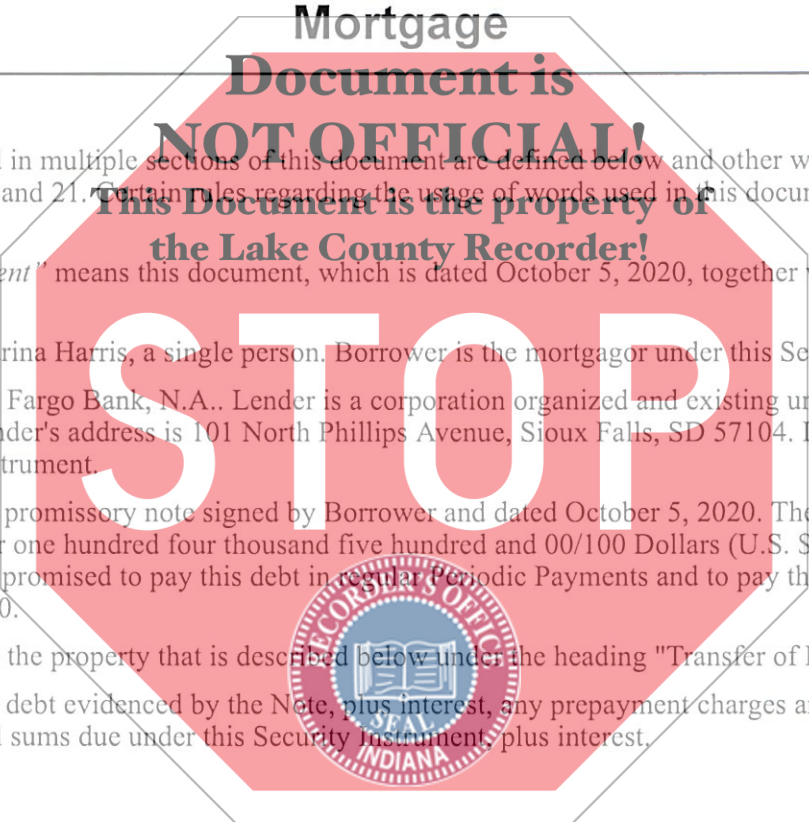 Mortgage
Document is
NOT OFFICIAL!
This Document is the property of
the Lake County Recorder!
in multiple sections of this document are defined below and other w
and 21. Certain rules regarding the usage of words used in this docum
ent" means this document, which is dated October 5, 2020, together
rina Harris, a single person. Borrower is the mortgagor under this Se
Fargo Bank, N.A.. Lender is a corporation organized and existing un
nder's address is 101 North Phillips Avenue, Sioux Falls, SD 57104. L
trument.
STOP
promissory note signed by Borrower and dated October 5, 2020. The
r one hundred four thousand five hundred and 00/100 Dollars (U.S. $
promised to pay this debt in regular Periodic Payments and to pay th
0.
the property that is described below under the heading "Transfer of
debt evidenced by the Note, plus interest, any prepayment charges a
sums due under this Security Instrument, plus interest.
RECORDER'S OFFICE
SEAL
INDIANA